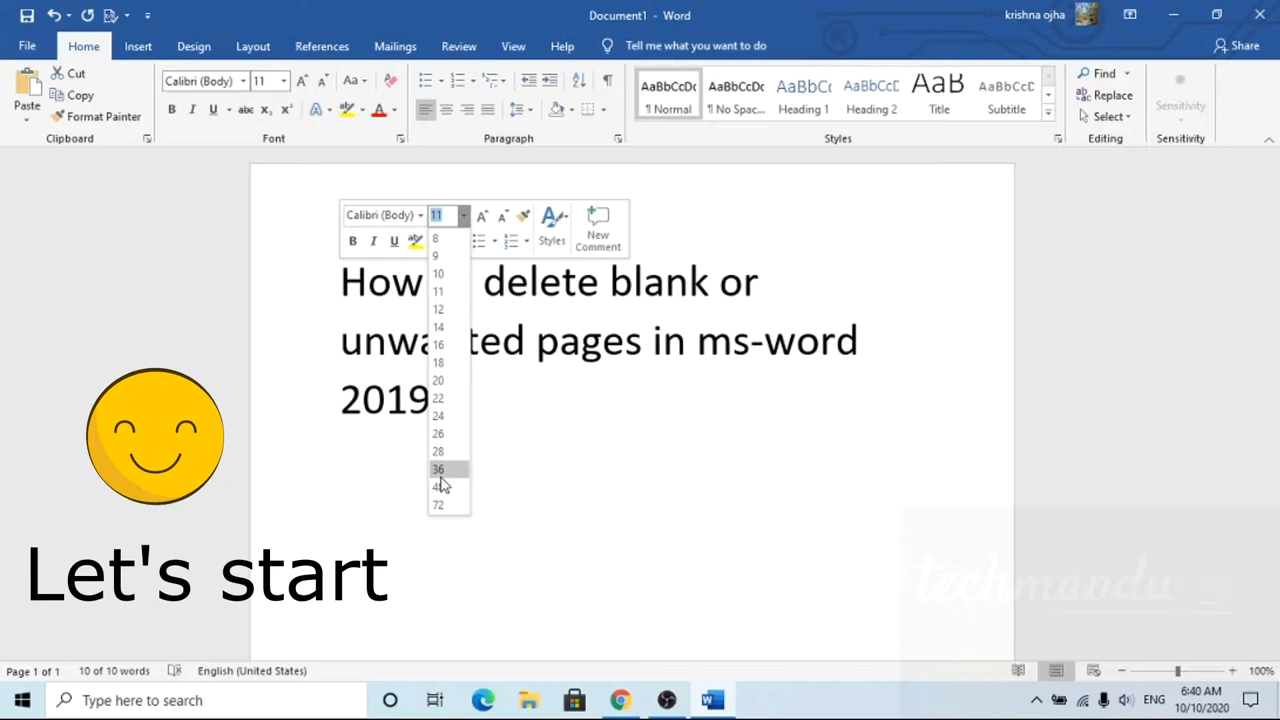 Document1 - Word
krishna ojha
File Home Insert Design Layout References Mailings Review View Help Tell me what you want to do Share
Paste
Cut
Copy
Format Painter
Clipboard
Calibri (Body) 11
Font
Paragraph
AaBbCcDc AaBbCcDc AaBbC AaBbCcD AaB AaBbCcD
¶ Normal ¶ No Spac... Heading 1 Heading 2 Title Subtitle
Styles
Find
Replace
Select
Editing
Sensitivity
Sensitivity
Calibri (Body) 11
Styles
New
Comment
8
9
10
11
12
14
16
18
20
22
24
26
28
36
72
How delete blank or
pages in ms-word
2019
Let's start
techmandu
Page 1 of 1 10 of 10 words English (United States) 100%
Type here to search
ENG
6:40 AM
10/10/2020